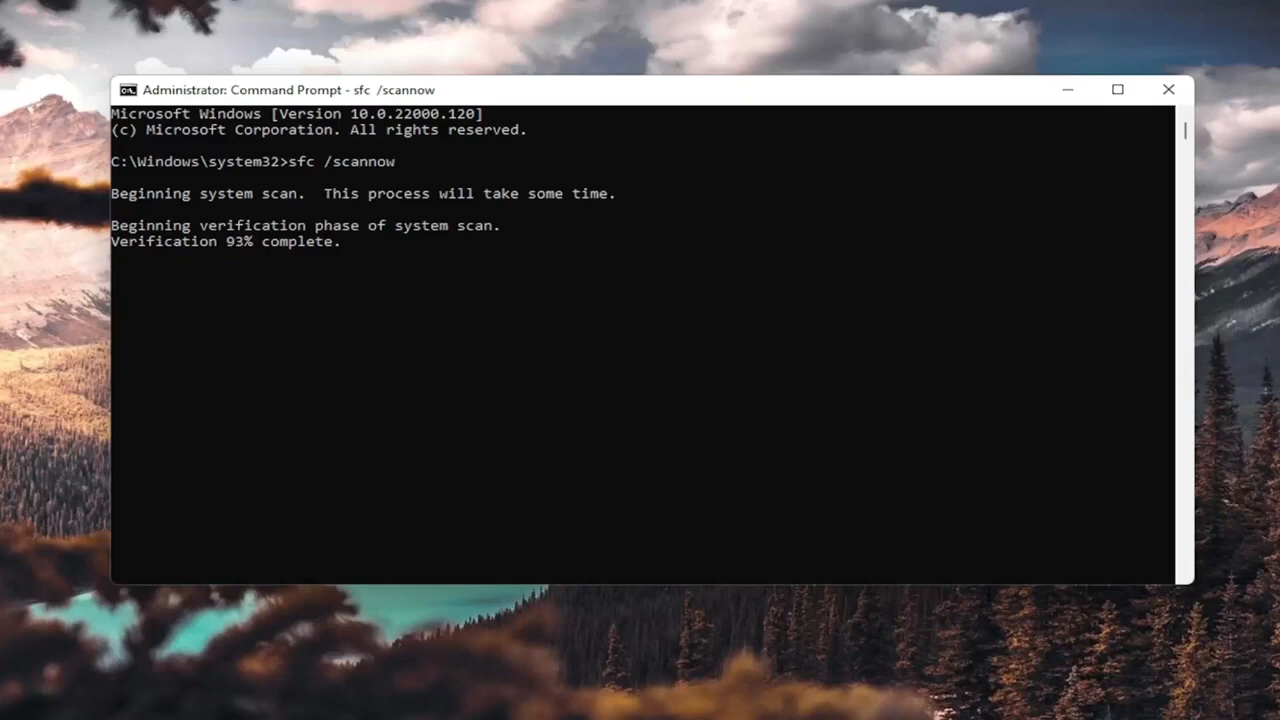 Administrator: Command Prompt - sfc  /scannow
Microsoft Windows [Version 10.0.22000.120]
(c) Microsoft Corporation. All rights reserved.
C:\Windows\system32>sfc /scannow
Beginning system scan.  This process will take some time.
Beginning verification phase of system scan.
Verification 93% complete.